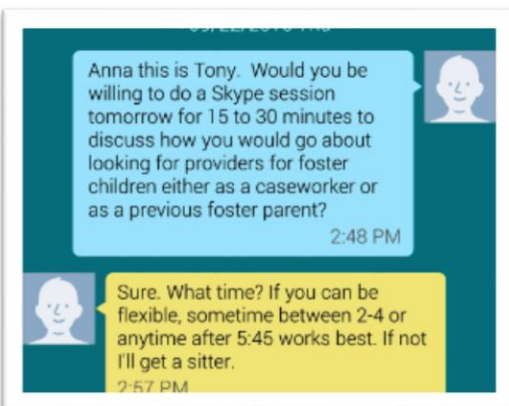 Anna this is Tony.  Would you be
willing to do a Skype session
tomorrow for 15 to 30 minutes to
discuss how you would go about
looking for providers for foster
children either as a caseworker or
as a previous foster parent?
2:48 PM
Sure. What time? If you can be
flexible, sometime between 2-4 or
anytime after 5:45 works best. If not
I'll get a sitter.
2:57 PM